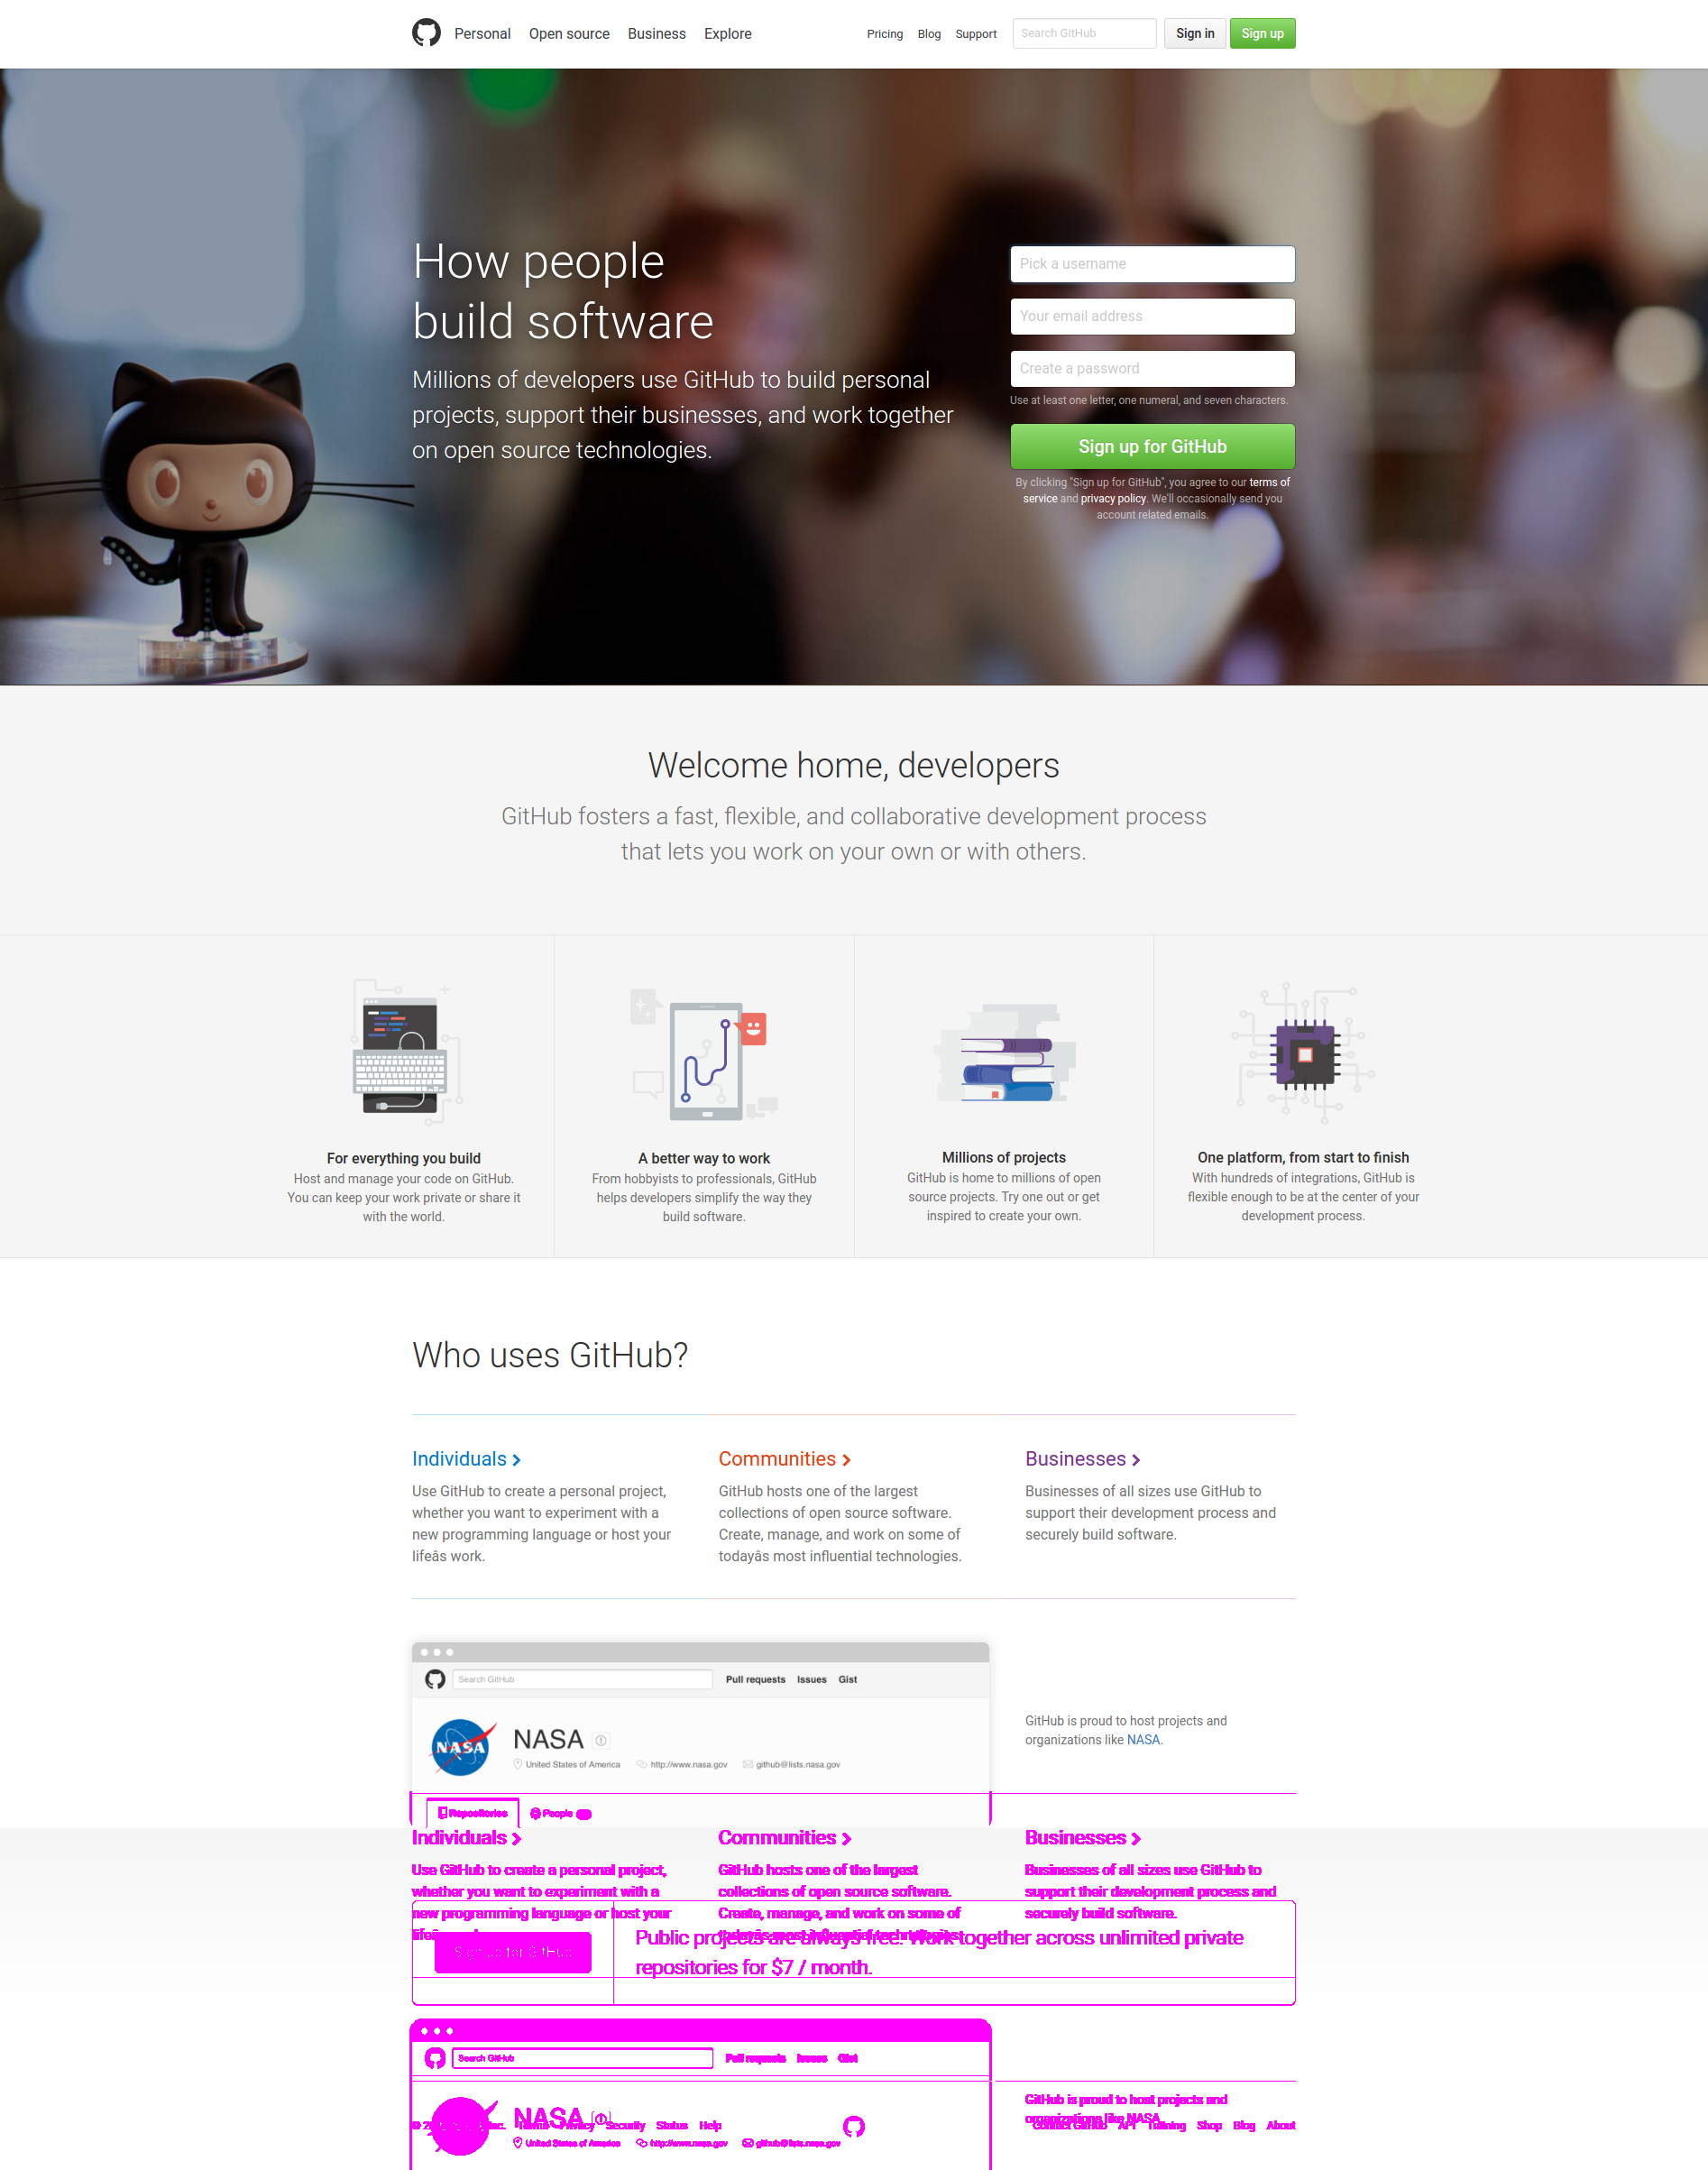 Personal Open source Business Explore Pricing Blog Support Search GitHub Sign in Sign up
How people
build software
Millions of developers use GitHub to build personal
projects, support their businesses, and work together
on open source technologies.
Pick a username
Your email address
Create a password
Use at least one letter, one numeral, and seven characters.
Sign up for GitHub
By clicking "Sign up for GitHub", you agree to our terms of
service and privacy policy. We'll occasionally send you
account related emails.
Welcome home, developers
GitHub fosters a fast, flexible, and collaborative development process
that lets you work on your own or with others.
For everything you build
Host and manage your code on GitHub.
You can keep your work private or share it
with the world.
A better way to work
From hobbyists to professionals, GitHub
helps developers simplify the way they
build software.
Millions of projects
GitHub is home to millions of open
source projects. Try one out or get
inspired to create your own.
One platform, from start to finish
With hundreds of integrations, GitHub is
flexible enough to be at the center of your
development process.
Who uses GitHub?
Individuals
Use GitHub to create a personal project,
whether you want to experiment with a
new programming language or host your
lifeâs work.
Communities
GitHub hosts one of the largest
collections of open source software.
Create, manage, and work on some of
todayâs most influential technologies.
Businesses
Businesses of all sizes use GitHub to
support their development process and
securely build software.
Search GitHub Pull requests Issues Gist
NASA
NASA
United States of America http://www.nasa.gov github@lists.nasa.gov
GitHub is proud to host projects and
organizations like NASA.
Repositories People
Individuals
Use GitHub to create a personal project,
whether you want to experiment with a
new programming language or host your
Communities
GitHub hosts one of the largest
collections of open source software.
Create, manage, and work on some of
todayâs most influential technologies.
Businesses
Businesses of all sizes use GitHub to
support their development process and
securely build software.
Sign up for GitHub
Public projects are always free. Work together across unlimited private
repositories for $7 / month.
Search GitHub Pull requests Issues Gist
GitHub is proud to host projects and
organizations like NASA.
NASA
Terms Privacy Security Status Help
Contact GitHub API Training Shop Blog About
United States of America http://www.nasa.gov github@lists.nasa.gov